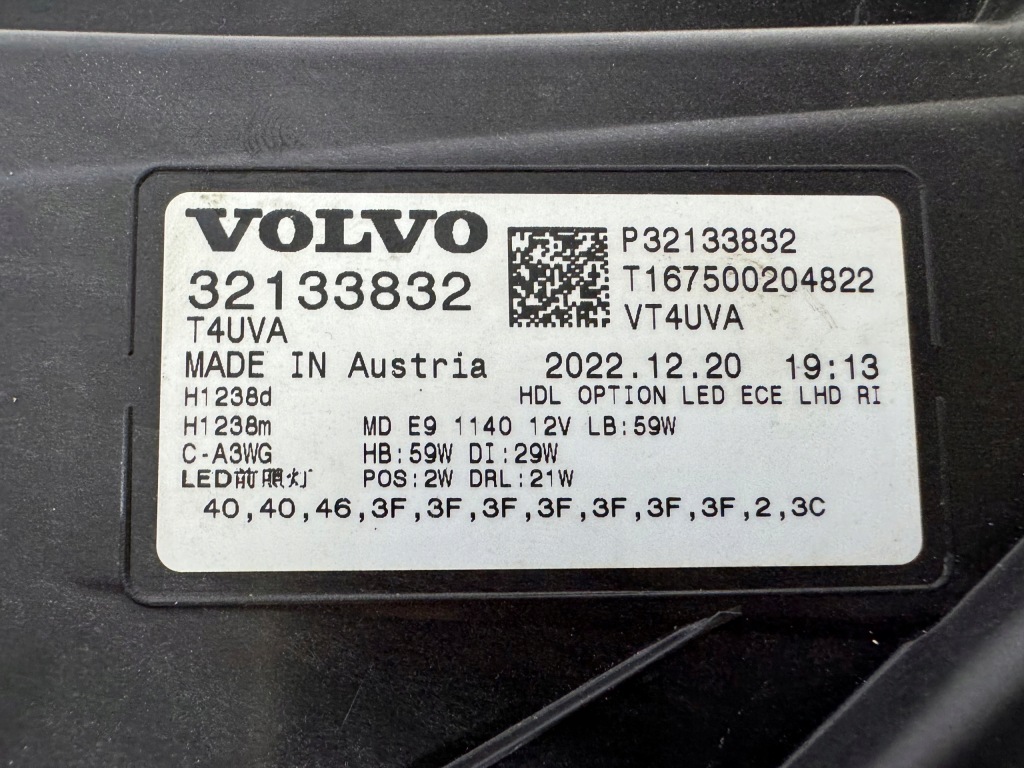 VOLVO
32133832
T4UVA
P32133832
T167500204822
VT4UVA
MADE IN Austria 2022.12.20 19:13
H1238d HDL OPTION LED ECE LHD RI
H1238m MD E9 1140 12V LB:59W
C-A3WG HB:59W DI:29W
LED前照灯 POS:2W DRL:21W
40,40,46,3F,3F,3F,3F,3F,3F,3F,2,3C